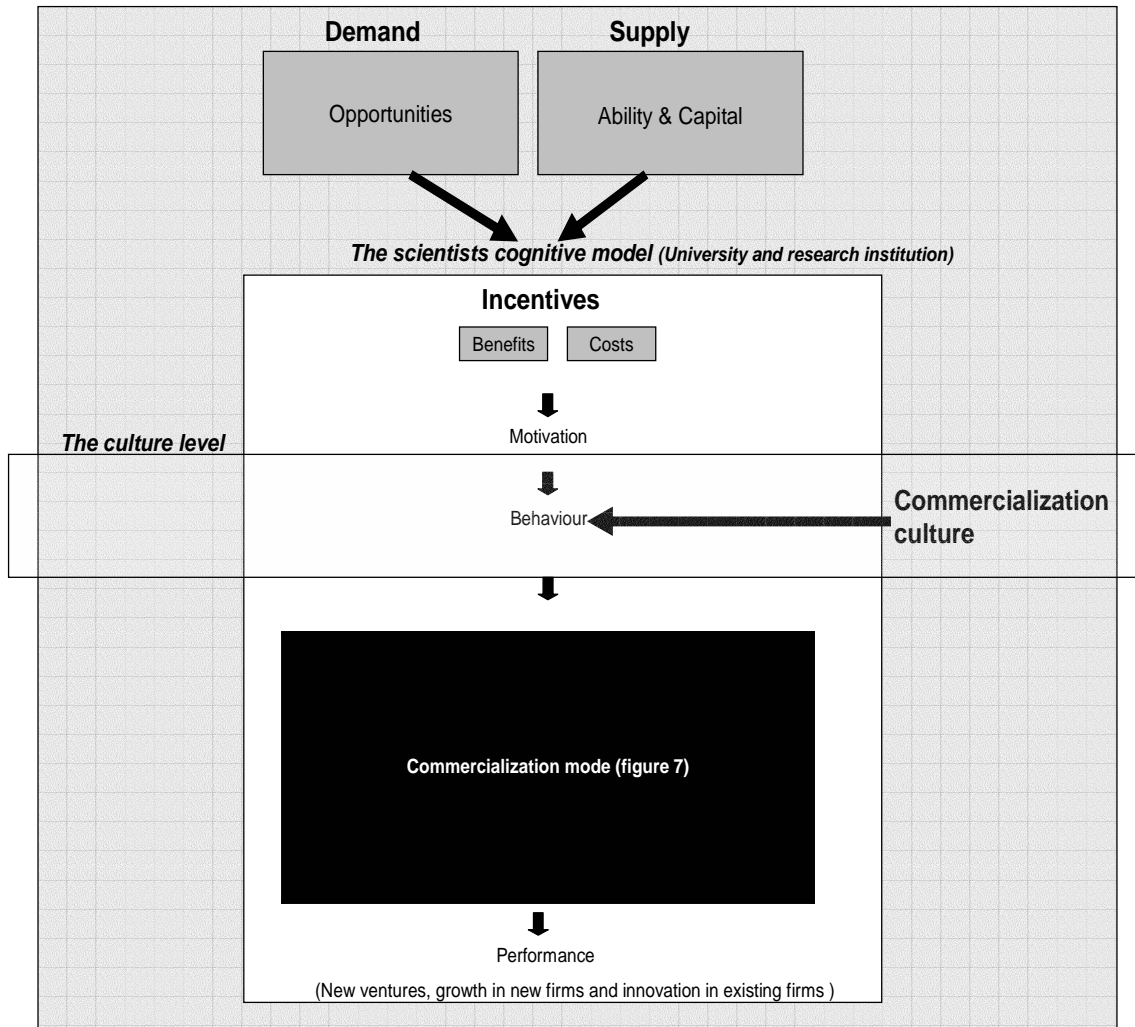 Demand
Supply
Opportunities
Ability & Capital
The scientists cognitive model (University and research institution)
Incentives
Benefits
Costs
Motivation
The culture level
Behaviour
Commercialization
culture
Commercialization mode (figure 7)
Performance
(New ventures, growth in new firms and innovation in existing firms )